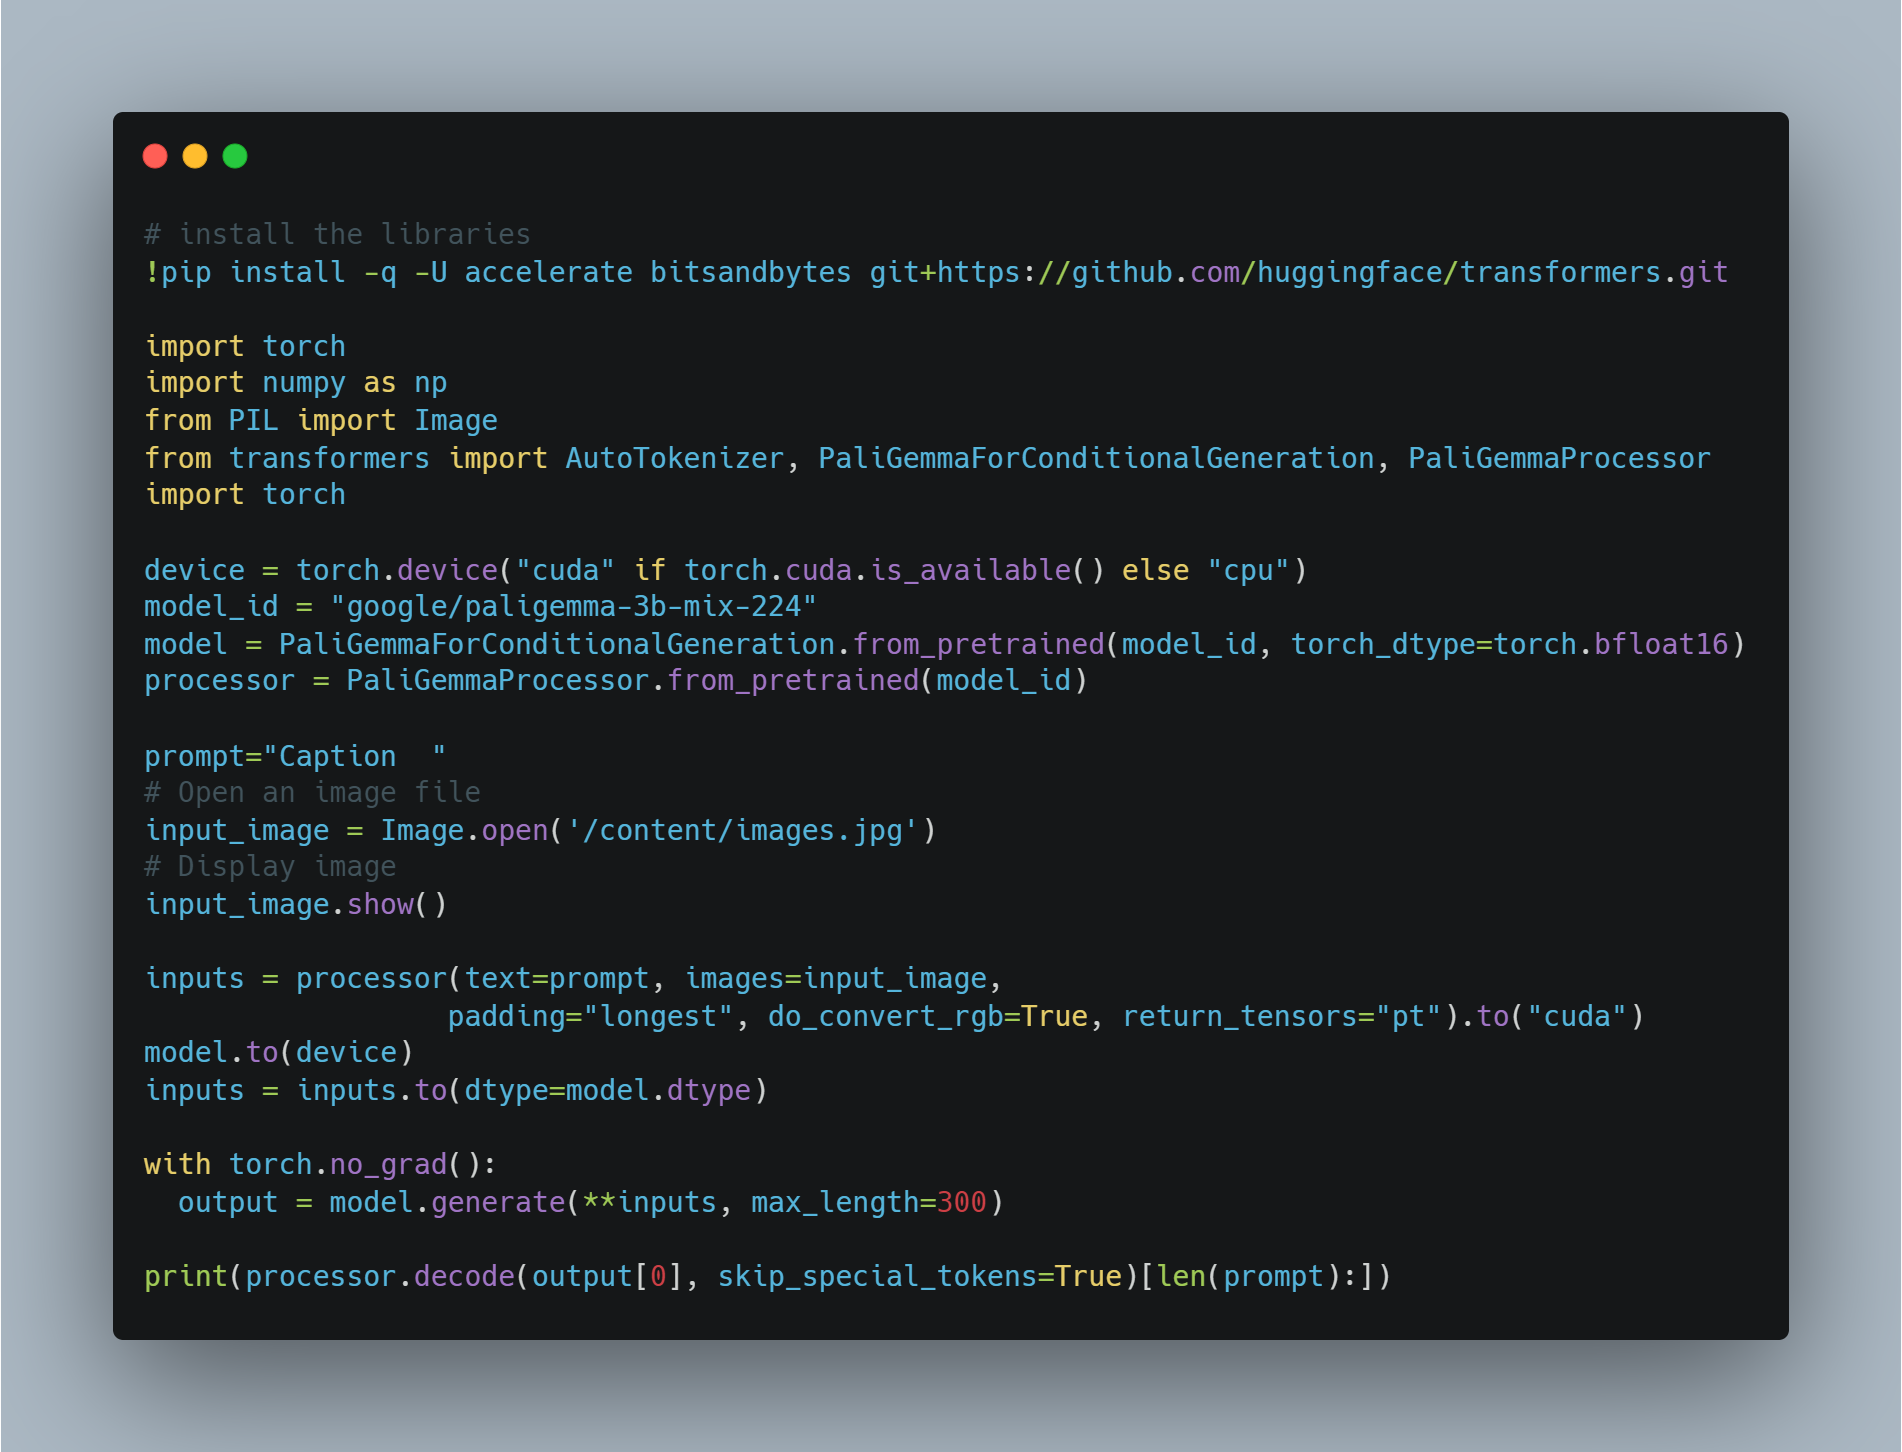 # install the libraries
!pip install -q -U accelerate bitsandbytes git+https://github.com/huggingface/transformers.git

import torch
import numpy as np
from PIL import Image
from transformers import AutoTokenizer, PaliGemmaForConditionalGeneration, PaliGemmaProcessor
import torch

device = torch.device("cuda" if torch.cuda.is_available() else "cpu")
model_id = "google/paligemma-3b-mix-224"
model = PaliGemmaForConditionalGeneration.from_pretrained(model_id, torch_dtype=torch.bfloat16)
processor = PaliGemmaProcessor.from_pretrained(model_id)

prompt="Caption  "
# Open an image file
input_image = Image.open('/content/images.jpg')
# Display image
input_image.show()

inputs = processor(text=prompt, images=input_image,
                  padding="longest", do_convert_rgb=True, return_tensors="pt").to("cuda")
model.to(device)
inputs = inputs.to(dtype=model.dtype)

with torch.no_grad():
  output = model.generate(**inputs, max_length=300)

print(processor.decode(output[0], skip_special_tokens=True)[len(prompt):])